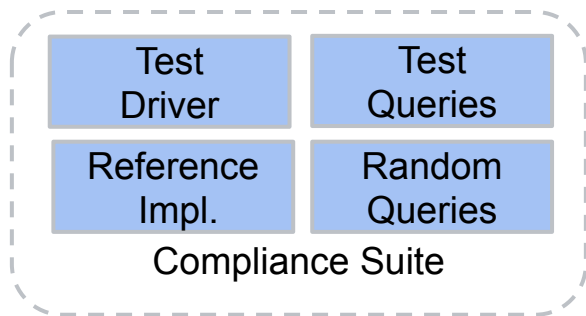 Test
Driver
Test
Queries
Reference
Impl.
Random
Queries
Compliance Suite